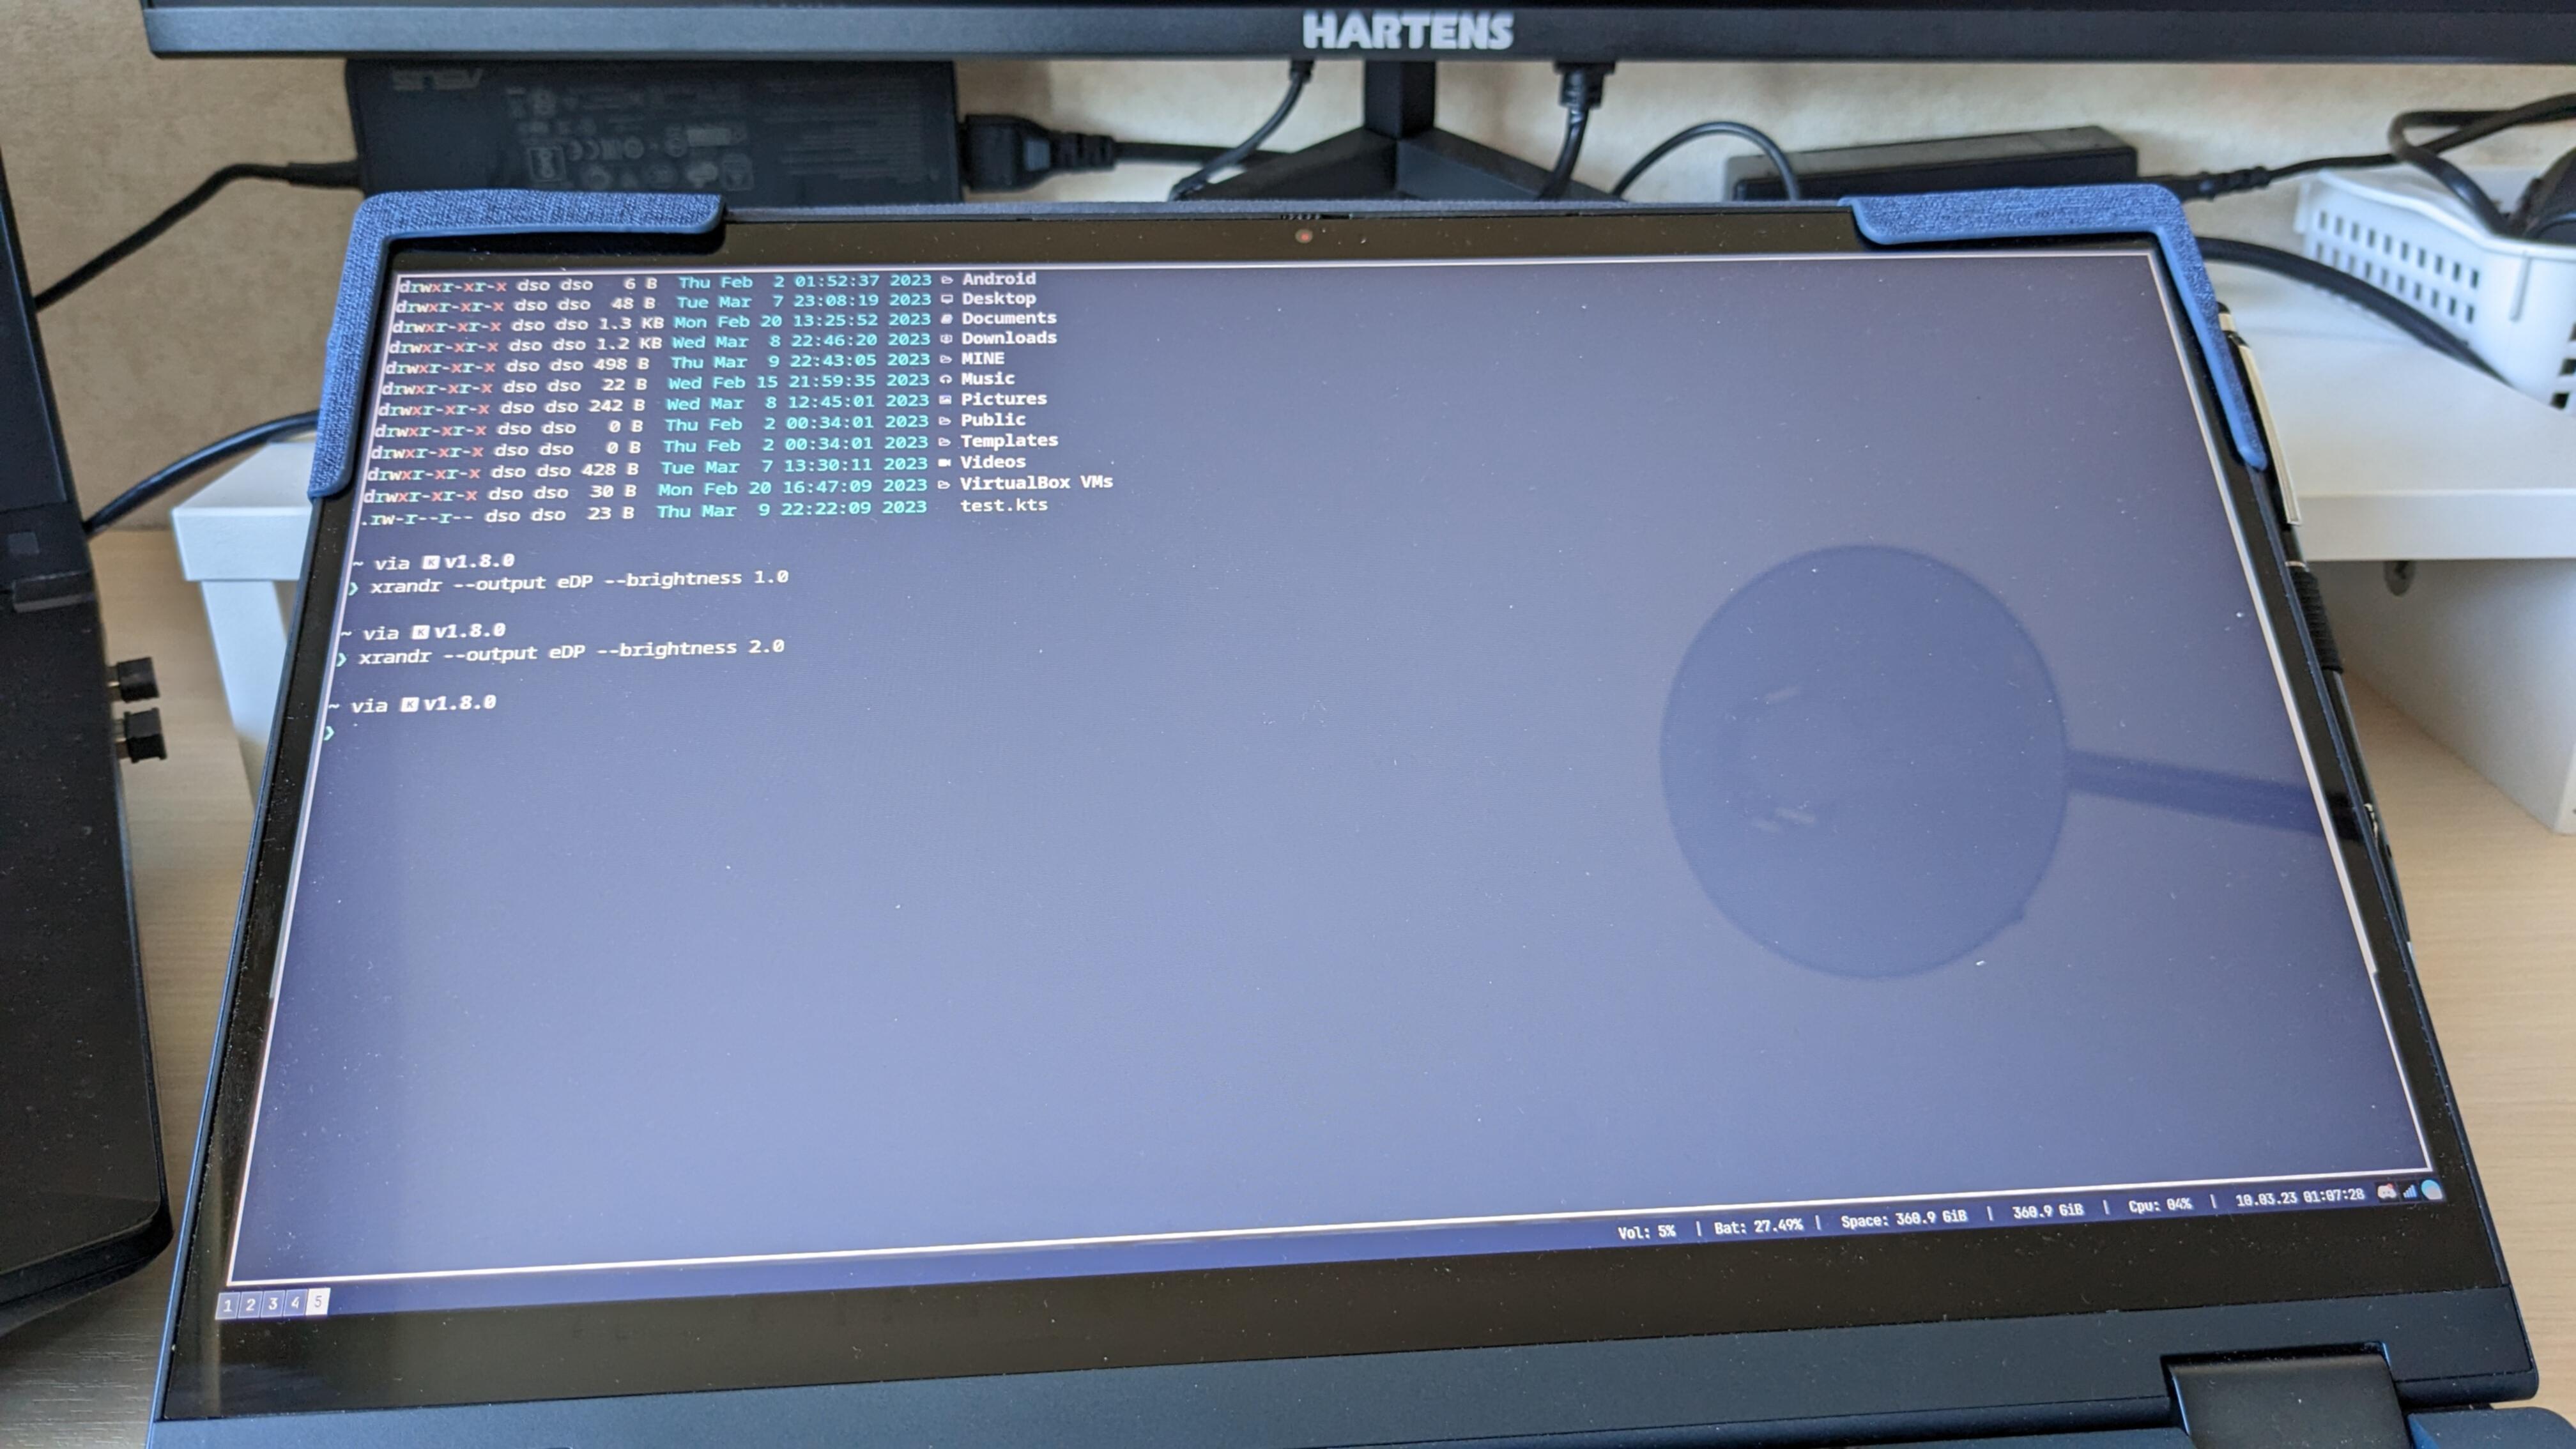 HARTENS
ASUS
drwxr-xr-x dso dso 6 B Thu Feb 2 01:52:37 2023 Android
drwxr-xr-x dso dso 48 B Tue Mar 7 23:08:19 2023 Desktop
drwxr-xr-x dso dso 1.3 KB Mon Feb 20 13:25:52 2023 Documents
drwxr-xr-x dso dso 1.2 KB Wed Mar 8 22:46:20 2023 Downloads
drwxr-xr-x dso dso 498 B Thu Mar 9 22:43:05 2023 MINE
drwxr-xr-x dso dso 22 B Wed Feb 15 21:59:35 2023 Music
drwxr-xr-x dso dso 242 B Wed Mar 8 12:45:01 2023 Pictures
drwxr-xr-x dso dso 0 B Thu Feb 2 00:34:01 2023 Public
drwxr-xr-x dso dso 0 B Thu Feb 2 00:34:01 2023 Templates
drwxr-xr-x dso dso 428 B Tue Mar 7 13:30:11 2023 Videos
drwxr-xr-x dso dso 30 B Mon Feb 20 16:47:09 2023 VirtualBox VMs
.rw-r--r-- dso dso 23 B Thu Mar 9 22:22:09 2023 test.kts
~ via K v1.8.0
❯ xrandr --output eDP --brightness 1.0
~ via K v1.8.0
❯ xrandr --output eDP --brightness 2.0
~ via K v1.8.0
❯
Vol: 5% | Bat: 27.49% | Space: 360.9 GiB | 360.9 GiB | Cpu: 04% | 10.03.23 01:07:28
1 2 3 4 5